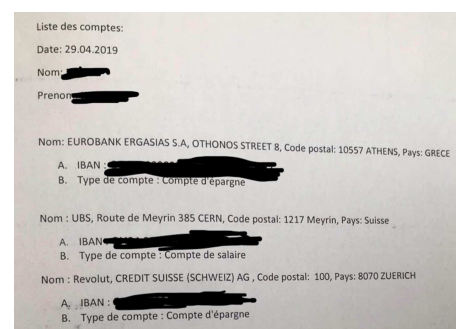 Liste des comptes:
Date: 29.04.2019
Nom:
Prenom
Nom: EUROBANK ERGASIAS S.A, OTHONOS STREET 8, Code postal: 10557 ATHENS, Pays: GRECE
A. IBAN :
B. Type de compte : Compte d'épargne
Nom : UBS, Route de Meyrin 385 CERN, Code postal: 1217 Meyrin, Pays: Suisse
A. IBAN
B. Type de compte : Compte de salaire
Nom : Revolut, CREDIT SUISSE (SCHWEIZ) AG , Code postal: 100, Pays: 8070 ZUERICH
A. IBAN :
B. Type de compte : Compte d'épargne